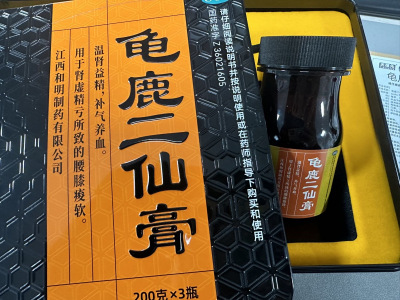 请仔细阅读说明书并按说明使用或在药师指导下购买和使用
国药准字Z36021605
龟鹿二仙膏
温肾益精，补气养血。
用于肾虚精亏所致的腰膝痠软。
江西和明制药有限公司
200克×3瓶
龟鹿二仙膏